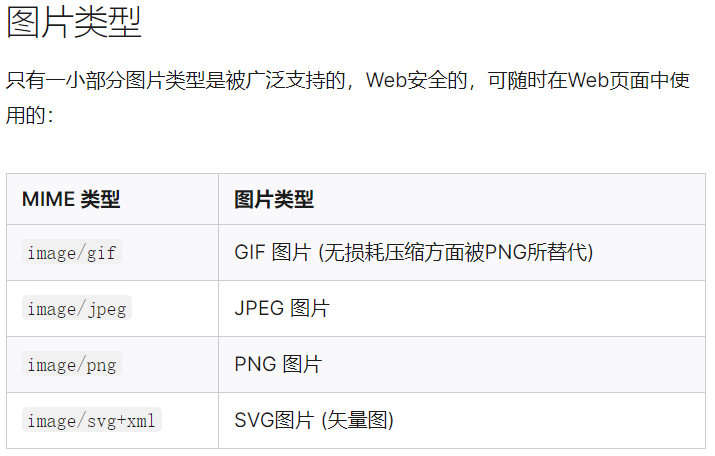 图片类型
只有一小部分图片类型是被广泛支持的，Web安全的，可随时在Web页面中使
用的：
MIME 类型 图片类型
image/gif GIF 图片 (无损耗压缩方面被PNG所替代)
image/jpeg JPEG 图片
image/png PNG 图片
image/svg+xml SVG图片 (矢量图)